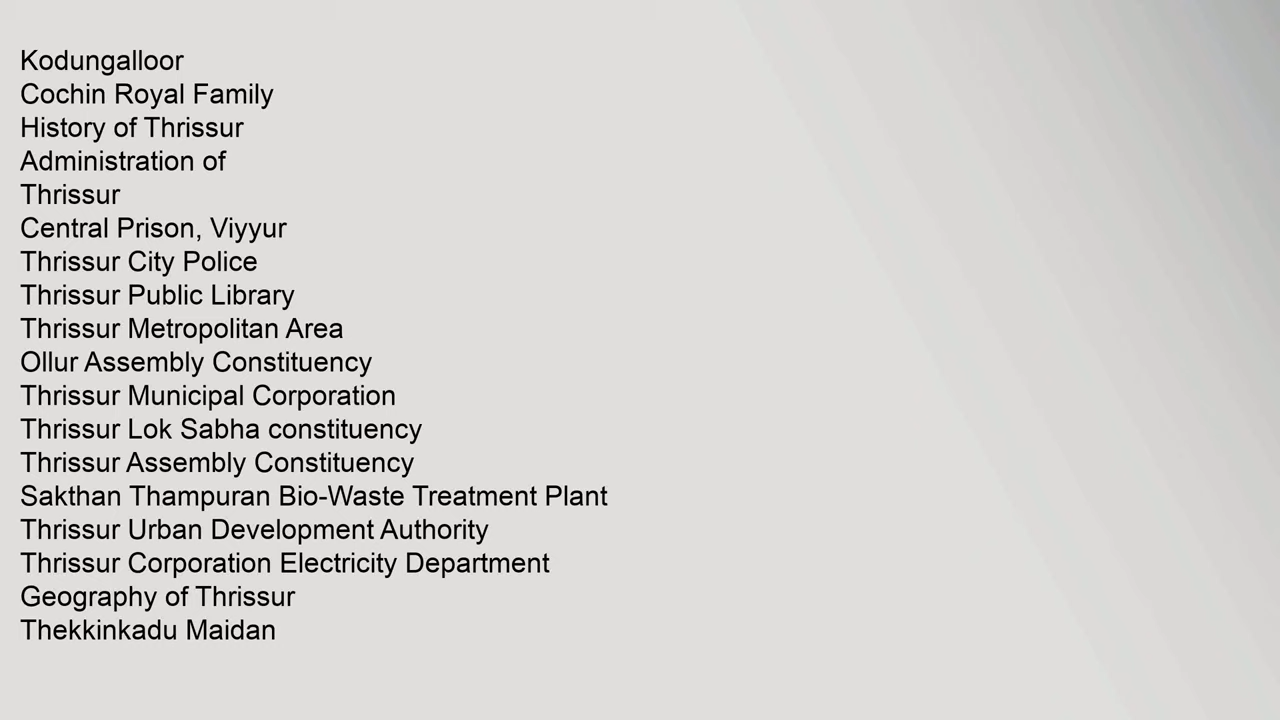 Kodungalloor
Cochin Royal Family
History of Thrissur
Administration of
Thrissur
Central Prison, Viyyur
Thrissur City Police
Thrissur Public Library
Thrissur Metropolitan Area
Ollur Assembly Constituency
Thrissur Municipal Corporation
Thrissur Lok Sabha constituency
Thrissur Assembly Constituency
Sakthan Thampuran Bio-Waste Treatment Plant
Thrissur Urban Development Authority
Thrissur Corporation Electricity Department
Geography of Thrissur
Thekkinkadu Maidan